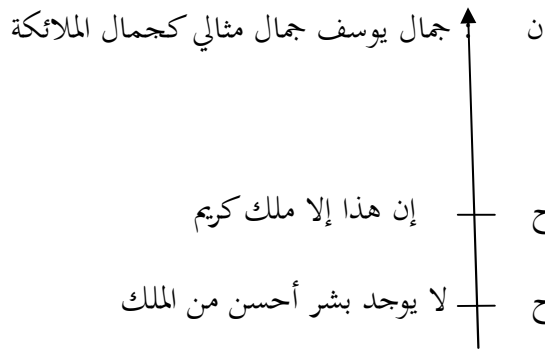 ن : جمال يوسف جمال مثالي كجمال الملائكة
ح إن هذا إلا ملك كريم
ح لا يوجد بشر أحسن من الملك